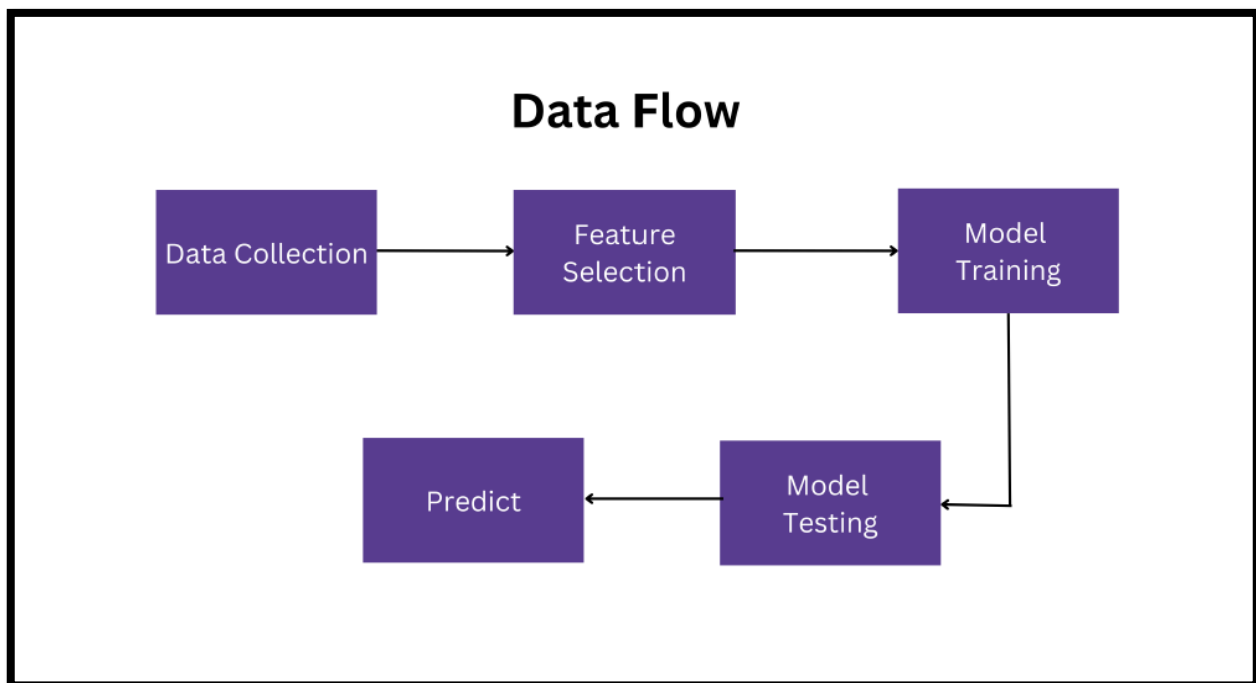 Data Flow
Data Collection
Feature
Selection
Model
Training
Model
Testing
Predict